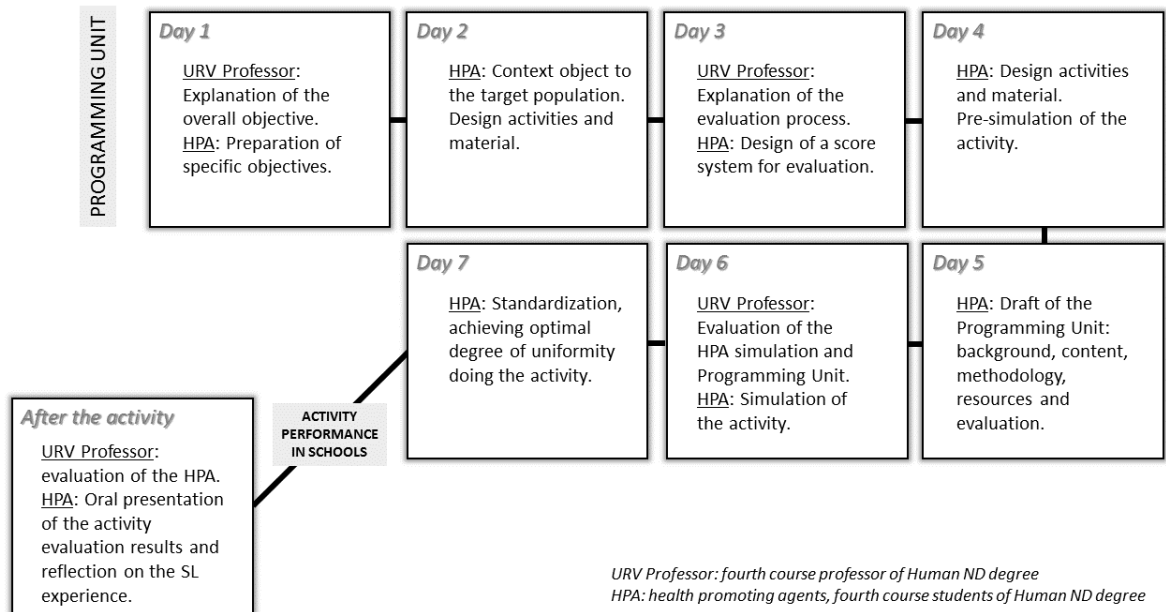 PROGRAMMING UNIT
Day 1
URV Professor:
Explanation of the
overall objective.
HPA: Preparation of
specific objectives.
Day 2
HPA: Context object to
the target population.
Design activities and
material.
Day 3
URV Professor:
Explanation of the
evaluation process.
HPA: Design of a score
system for evaluation.
Day 4
HPA: Design activities
and material.
Pre-simulation of the
activity.
Day 5
HPA: Draft of the
Programming Unit:
background, content,
methodology,
resources and
evaluation.
Day 6
URV Professor:
Evaluation of the
HPA simulation and
Programming Unit.
HPA: Simulation of
the activity.
Day 7
HPA: Standardization,
achieving optimal
degree of uniformity
doing the activity.
ACTIVITY
PERFORMANCE
IN SCHOOLS
After the activity
URV Professor:
evaluation of the HPA.
HPA: Oral presentation
of the activity
evaluation results and
reflection on the SL
experience.
URV Professor: fourth course professor of Human ND degree
HPA: health promoting agents, fourth course students of Human ND degree